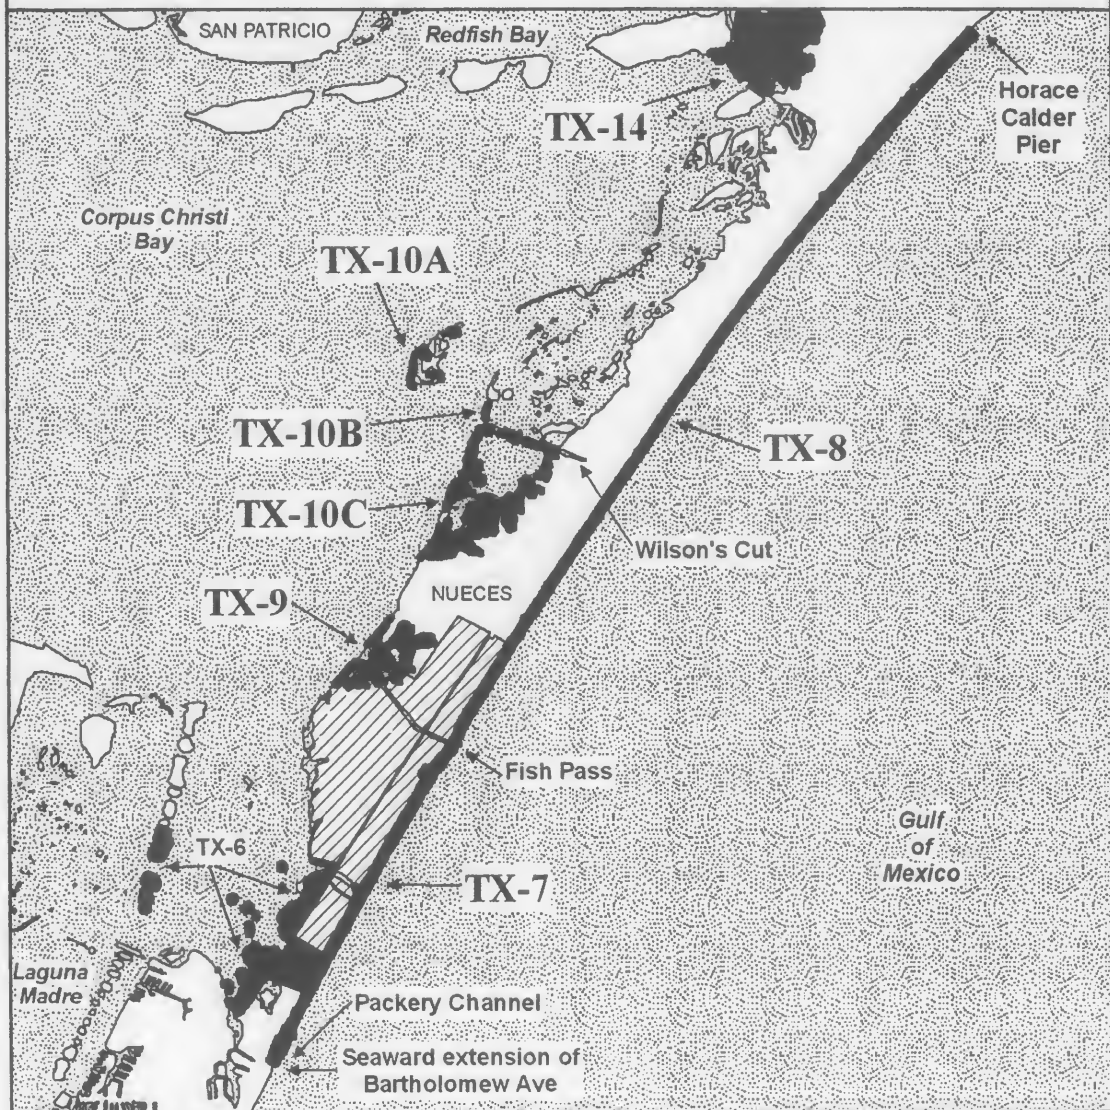 SAN PATRICIO
Redfish Bay
Horace
Calder
Pier
TX-14
Corpus Christi
Bay
TX-10A
TX-10B
TX-8
TX-10C
Wilson's Cut
NUECES
TX-9
Fish Pass
Gulf
of
Mexico
TX-6
TX-7
Laguna
Madre
Packery Channel
Seaward extension of
Bartholomew Ave